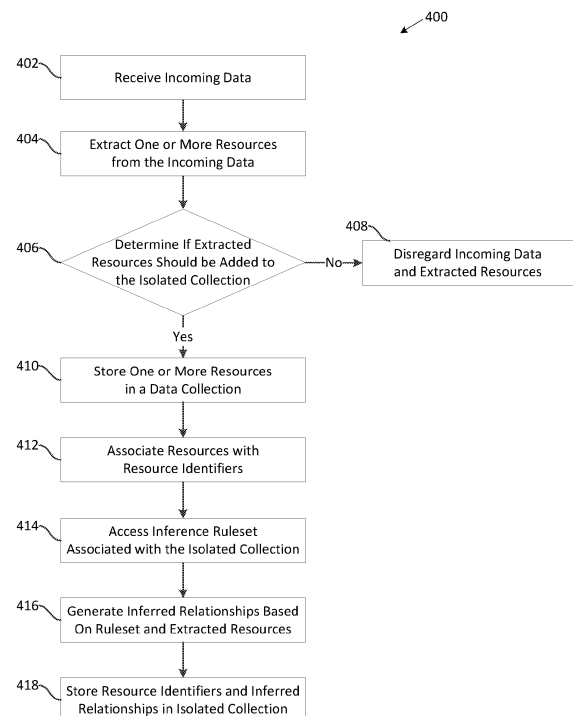 400
402
Receive Incoming Data
404
Extract One or More Resources
from the Incoming Data
406
Determine If Extracted
Resources Should be Added to
the Isolated Collection
No
408
Disregard Incoming Data
and Extracted Resources
Yes
410
Store One or More Resources
in a Data Collection
412
Associate Resources with
Resource Identifiers
414
Access Inference Ruleset
Associated with the Isolated Collection
416
Generate Inferred Relationships Based
On Ruleset and Extracted Resources
418
Store Resource Identifiers and Inferred
Relationships in Isolated Collection